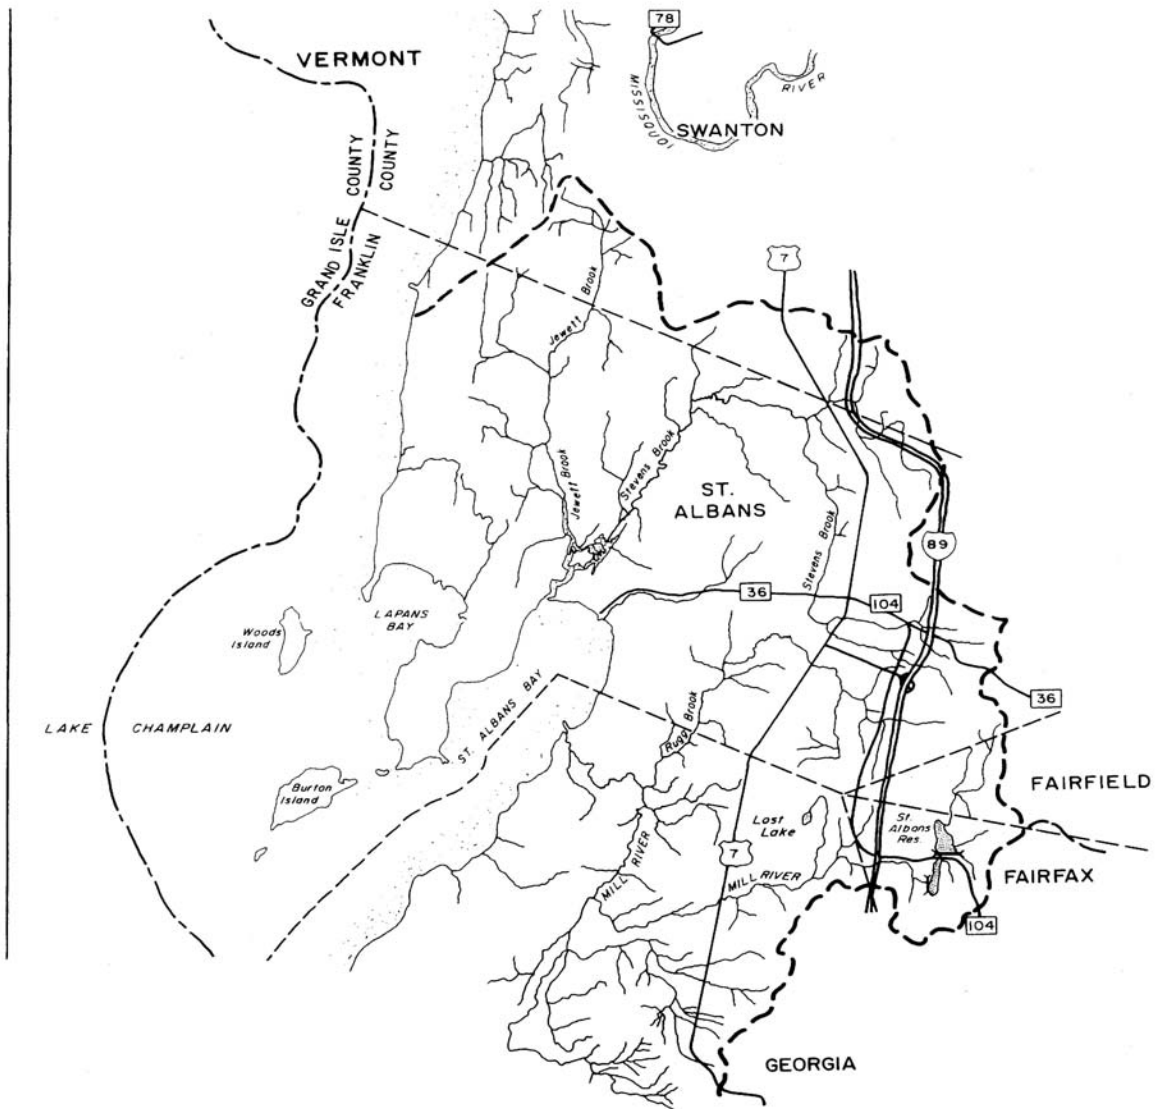 78
VERMONT
MISSISQUOI
RIVER
SWANTON
COUNTY
COUNTY
GRAND ISLE
FRANKLIN
7
Jewett Brook
Jewett Brook
Stevens Brook
ST.
ALBANS
Stevens Brook
89
36
104
LAPANS
BAY
Woods
Island
36
Rugg Brook
ST. ALBANS BAY
LAKE CHAMPLAIN
Burton
Island
FAIRFIELD
Lost
Lake
St.
Albans
Res.
7
MILL RIVER
MILL RIVER
FAIRFAX
104
GEORGIA